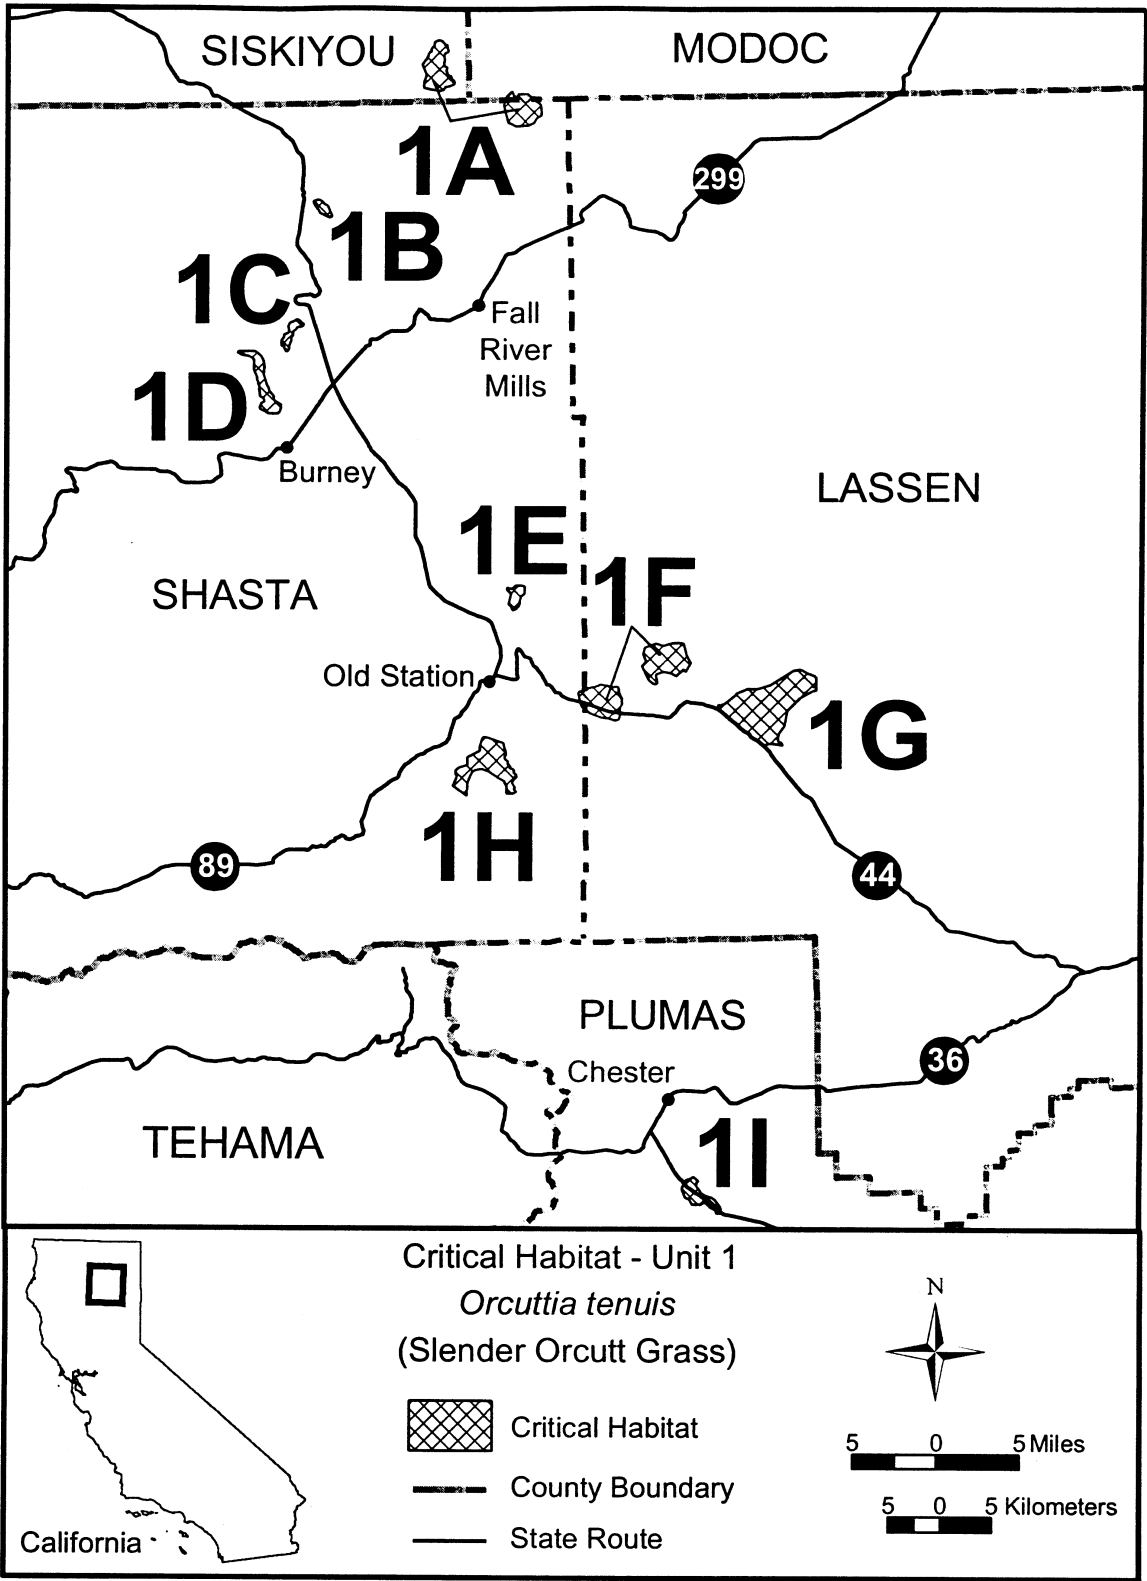 SISKIYOU
MODOC
1A
299
1B
1C
Fall
River
Mills
1D
Burney
LASSEN
1E
1F
SHASTA
Old Station
1G
1H
89
44
PLUMAS
36
Chester
TEHAMA
1I
Critical Habitat - Unit 1
Orcuttia tenuis
(Slender Orcutt Grass)
N
Critical Habitat
5 0 5 Miles
County Boundary
5 0 5 Kilometers
State Route
California